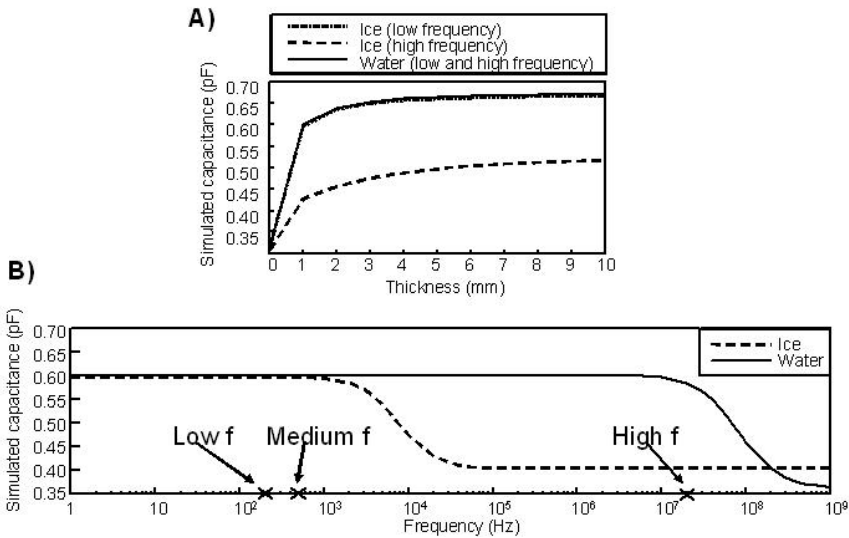 A)
Ice (low frequency)
Ice (high frequency)
Water (low and high frequency)
Simulated capacitance (pF)
0.70
0.65
0.60
0.55
0.50
0.45
0.40
0.35
0 1 2 3 4 5 6 7 8 9 10
Thickness (mm)
B)
Simulated capacitance (pF)
0.70
0.65
0.60
0.55
0.50
0.45
0.40
0.35
Ice
Water
Low f
Medium f
High f
1 10 10² 10³ 10⁴ 10⁵ 10⁶ 10⁷ 10⁸ 10⁹
Frequency (Hz)